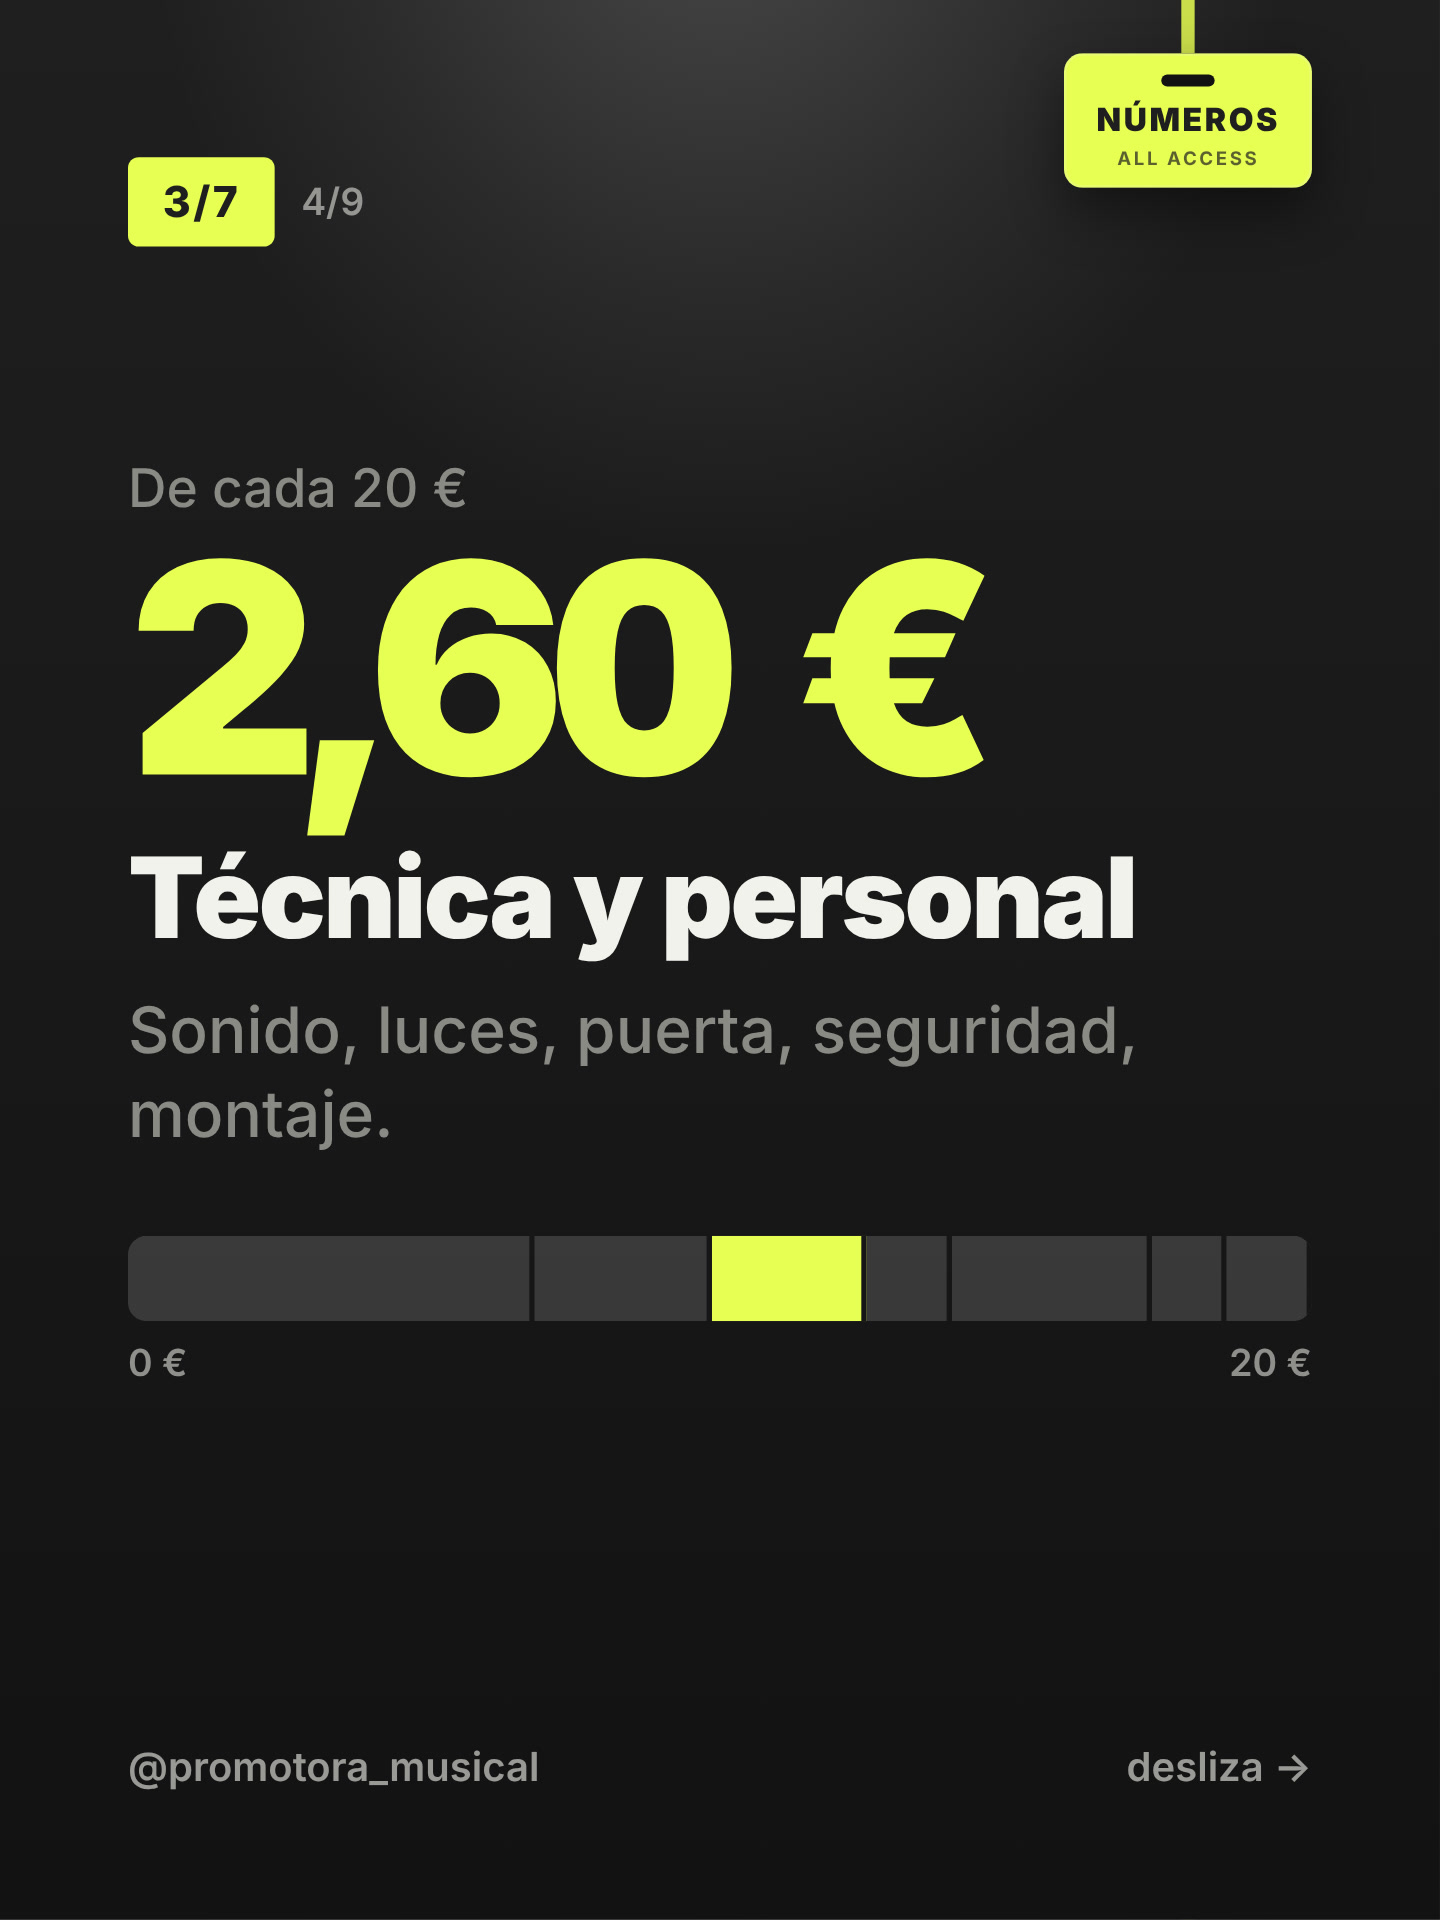 NÚMEROS
ALL ACCESS
3/7 4/9
De cada 20 €
2,60 €
Técnica y personal
Sonido, luces, puerta, seguridad,
montaje.
0 € 20 €
@promotora_musical desliza →